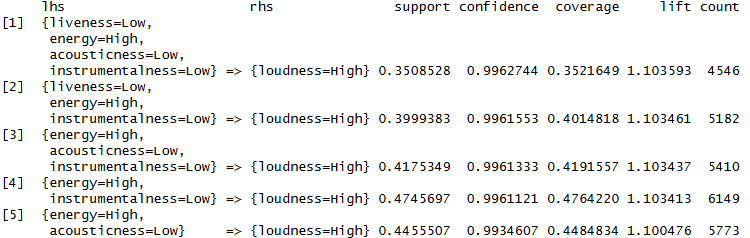 lhs rhs support confidence coverage lift count
[1] {liveness=Low,
energy=High,
acousticness=Low,
instrumentalness=Low} => {loudness=High} 0.3508528 0.9962744 0.3521649 1.103593 4546
[2] {liveness=Low,
energy=High,
instrumentalness=Low} => {loudness=High} 0.3999383 0.9961553 0.4014818 1.103461 5182
[3] {energy=High,
acousticness=Low,
instrumentalness=Low} => {loudness=High} 0.4175349 0.9961333 0.4191557 1.103437 5410
[4] {energy=High,
instrumentalness=Low} => {loudness=High} 0.4745697 0.9961121 0.4764220 1.103413 6149
[5] {energy=High,
acousticness=Low} => {loudness=High} 0.4455507 0.9934607 0.4484834 1.100476 5773